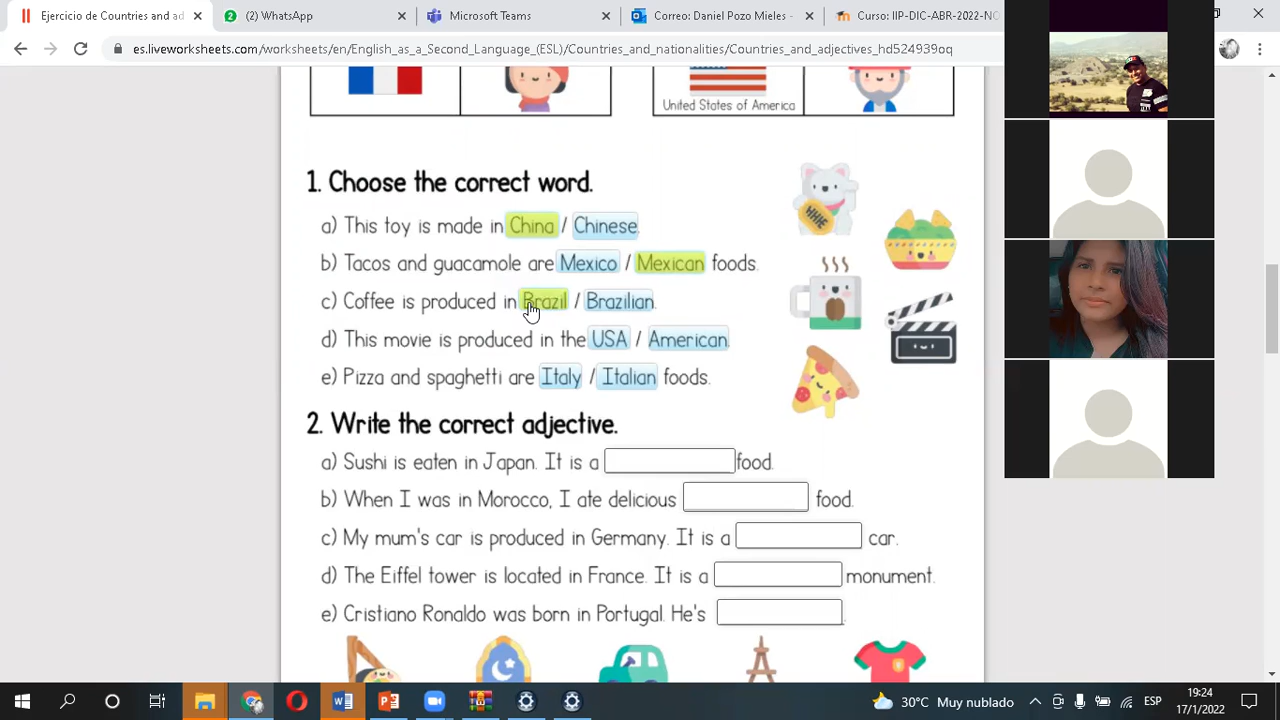 Ejercicio de Countries and ad
(2) WhatsApp
Microsoft Teams
Correo: Daniel Pozo Mieles -
Curso: IIP-DIC-ABR-2022-NO
es.liveworksheets.com/worksheets/en/English_as_a_Second_Language_(ESL)/Countries_and_nationalities/Countries_and_adjectives_hd524939oq
United States of America
1. Choose the correct word.
a) This toy is made in China / Chinese.
b) Tacos and guacamole are Mexico / Mexican foods.
c) Coffee is produced in Brazil / Brazilian.
d) This movie is produced in the USA / American.
e) Pizza and spaghetti are Italy / Italian foods.
2. Write the correct adjective.
a) Sushi is eaten in Japan. It is a food.
b) When I was in Morocco, I ate delicious food.
c) My mum's car is produced in Germany. It is a car.
d) The Eiffel tower is located in France. It is a monument.
e) Cristiano Ronaldo was born in Portugal. He's .
30°C Muy nublado
ESP
19:24
17/1/2022